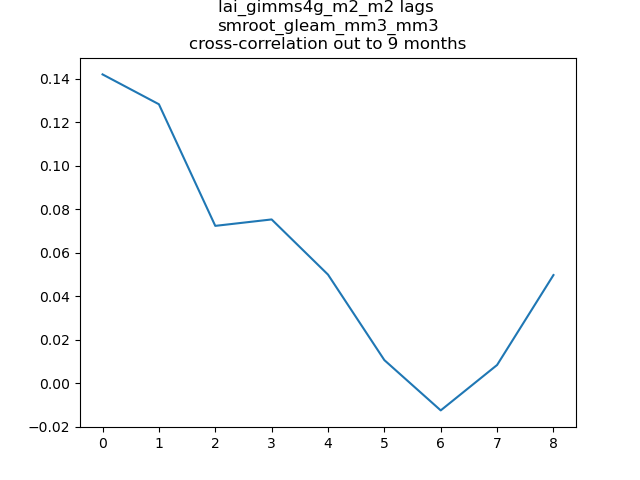 lai_gimms4g_m2_m2 lags
smroot_gleam_mm3_mm3
cross-correlation out to 9 months
0.14
0.12
0.10
0.08
0.06
0.04
0.02
0.00
−0.02
0 1 2 3 4 5 6 7 8